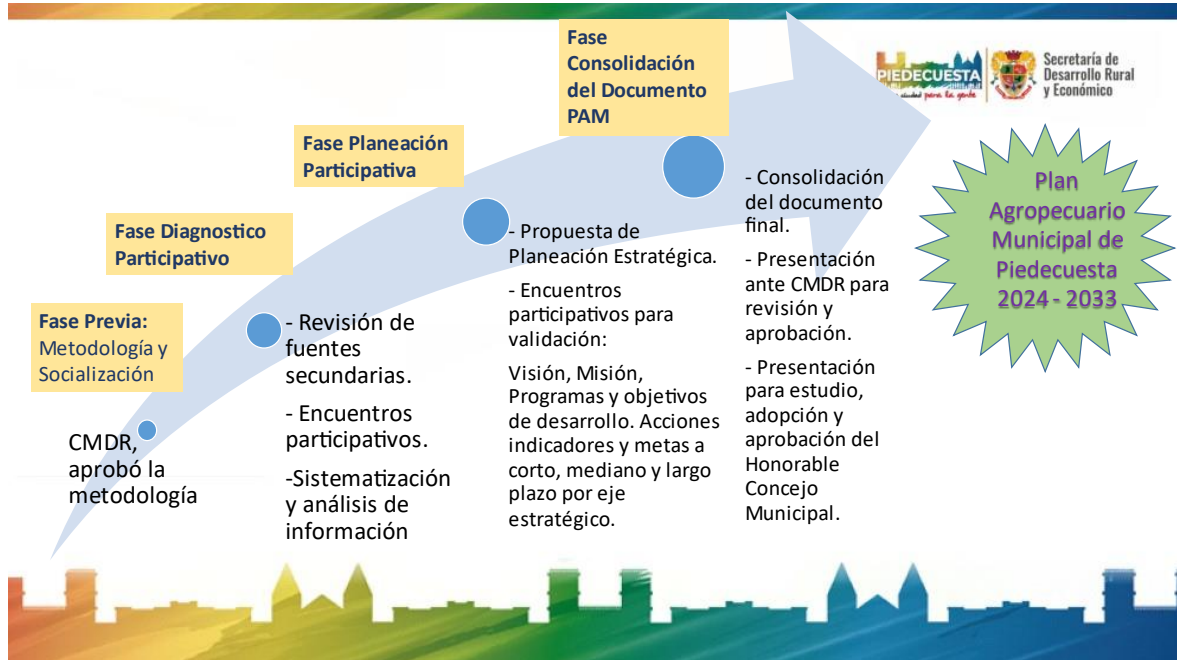 Fase Previa:
Metodología y
Socialización
CMDR,
aprobó la
metodología
Fase Diagnostico
Participativo
- Revisión de
fuentes
secundarias.
- Encuentros
participativos.
-Sistematización
y análisis de
información
Fase Planeación
Participativa
- Propuesta de
Planeación Estratégica.
- Encuentros
participativos para
validación:
Visión, Misión,
Programas y objetivos
de desarrollo. Acciones
indicadores y metas a
corto, mediano y largo
plazo por eje
estratégico.
Fase
Consolidación
del Documento
PAM
- Consolidación
del documento
final.
- Presentación
ante CMDR para
revisión y
aprobación.
- Presentación
para estudio,
adopción y
aprobación del
Honorable
Concejo
Municipal.
PIEDECUESTA
ciudad para la gente
Secretaría de
Desarrollo Rural
y Económico
Plan
Agropecuario
Municipal de
Piedecuesta
2024 - 2033